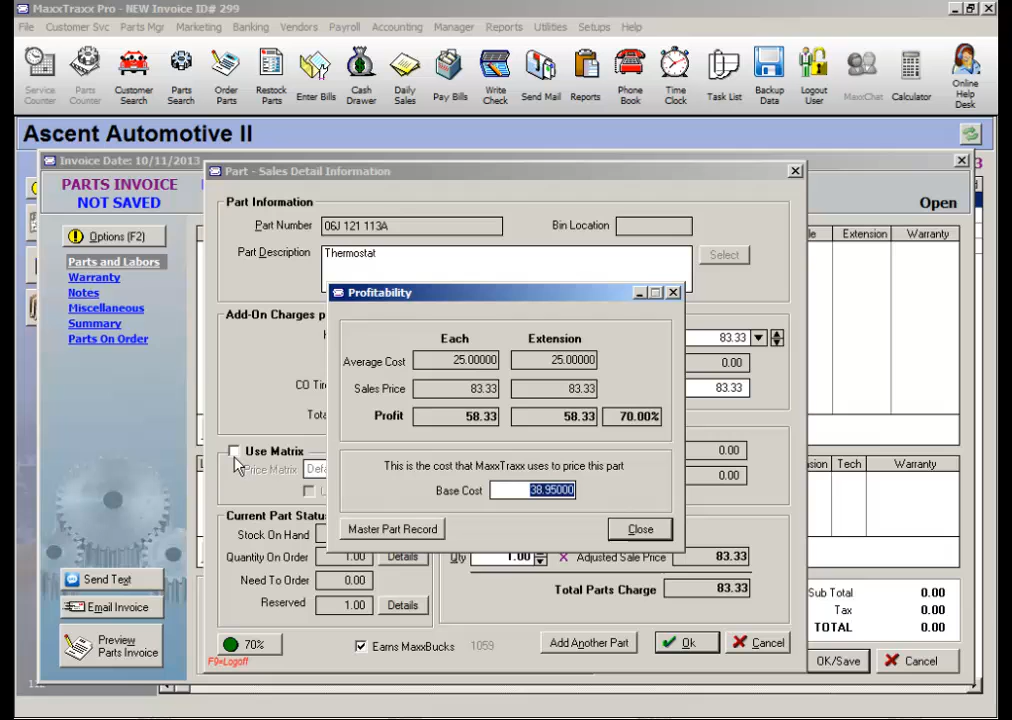 MaxxTraxx Pro - NEW Invoice ID# 299
File Customer Svc Parts Mgr Marketing Banking Vendors Payroll Accounting Manager Reports Utilities Setups Help
Service Counter Parts Counter Customer Search Parts Search Order Parts Restock Parts Enter Bills Cash Drawer Daily Sales Pay Bills Write Check Send Mail Reports Phone Book Time Clock Task List Backup Data Logout User MaxxChat Calculator Online Help Desk
Ascent Automotive II
Invoice Date: 10/11/2013
PARTS INVOICE
NOT SAVED
Open
Options (F2)
Parts and Labors
Warranty
Notes
Miscellaneous
Summary
Parts On Order
Send Text
Email Invoice
Preview Parts Invoice
Part - Sales Detail Information
Part Information
Part Number 06J 121 113A Bin Location
Part Description Thermostat Select
Add-On Charges p
83.33
0.00
CO Tire 83.33
Tota
Use Matrix 0.00
Price Matrix Defa
0.00
Current Part Status
Stock On Hand
Quantity On Order 1.00 Details Qty 1.00 X Adjusted Sale Price 83.33
Need To Order 0.00 Total Parts Charge 83.33
Reserved 1.00 Details
70% Earns MaxxBucks 1059 Add Another Part Ok Cancel
F9=Logoff
Profitability
Each Extension
Average Cost 25.00000 25.00000
Sales Price 83.33 83.33
Profit 58.33 58.33 70.00%
This is the cost that MaxxTraxx uses to price this part
Base Cost 38.95000
Master Part Record Close
Extension Warranty
Tech Warranty
Sub Total 0.00
Tax 0.00
TOTAL 0.00
OK/Save Cancel